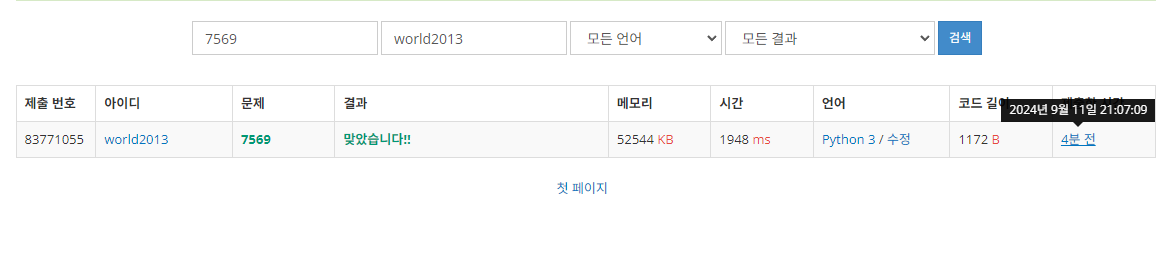 7569 world2013 모든 언어 모든 결과 검색
제출 번호 아이디 문제 결과 메모리 시간 언어 코드 길이
2024년 9월 11일 21:07:09
83771055 world2013 7569 맞았습니다!! 52544 KB 1948 ms Python 3 / 수정 1172 B 4분 전
첫 페이지